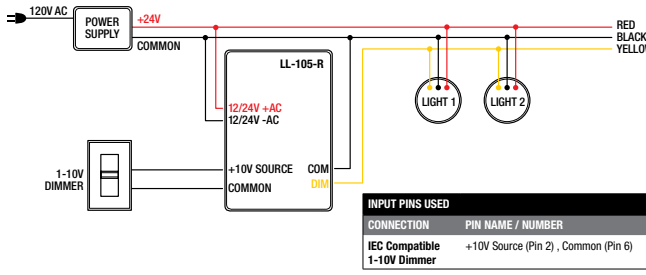 120V AC
POWER
SUPPLY
+24V
COMMON
RED
BLACK
YELLOW
LL-105-R
12/24V +AC
12/24V -AC
LIGHT 1
LIGHT 2
1-10V
DIMMER
+10V SOURCE
COM
COMMON
DIM
INPUT PINS USED
CONNECTION PIN NAME / NUMBER
IEC Compatible +10V Source (Pin 2) , Common (Pin 6)
1-10V Dimmer